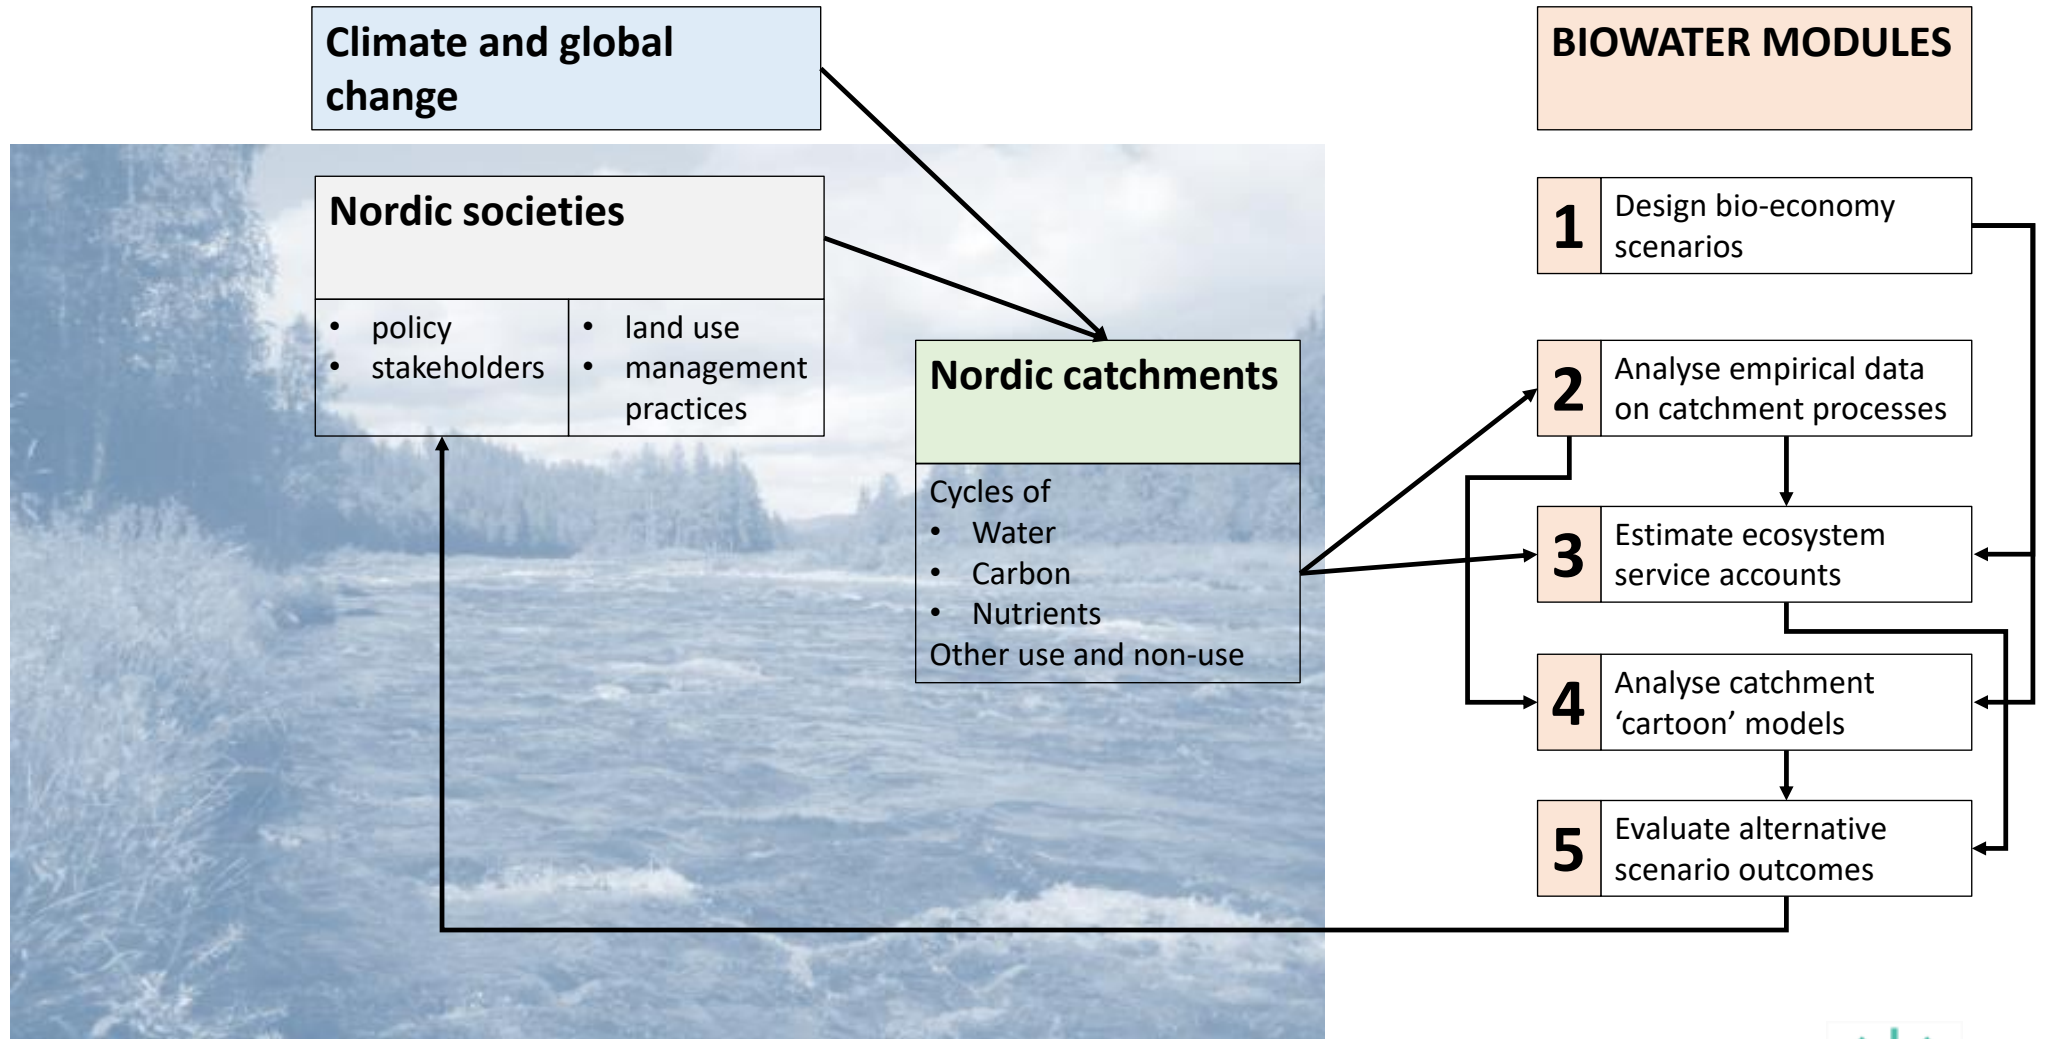 Climate and global
change
BIOWATER MODULES
Nordic societies
• policy
• stakeholders
• land use
• management
practices
Nordic catchments
Cycles of
• Water
• Carbon
• Nutrients
Other use and non-use
1
Design bio-economy
scenarios
2
Analyse empirical data
on catchment processes
3
Estimate ecosystem
service accounts
4
Analyse catchment
‘cartoon’ models
5
Evaluate alternative
scenario outcomes